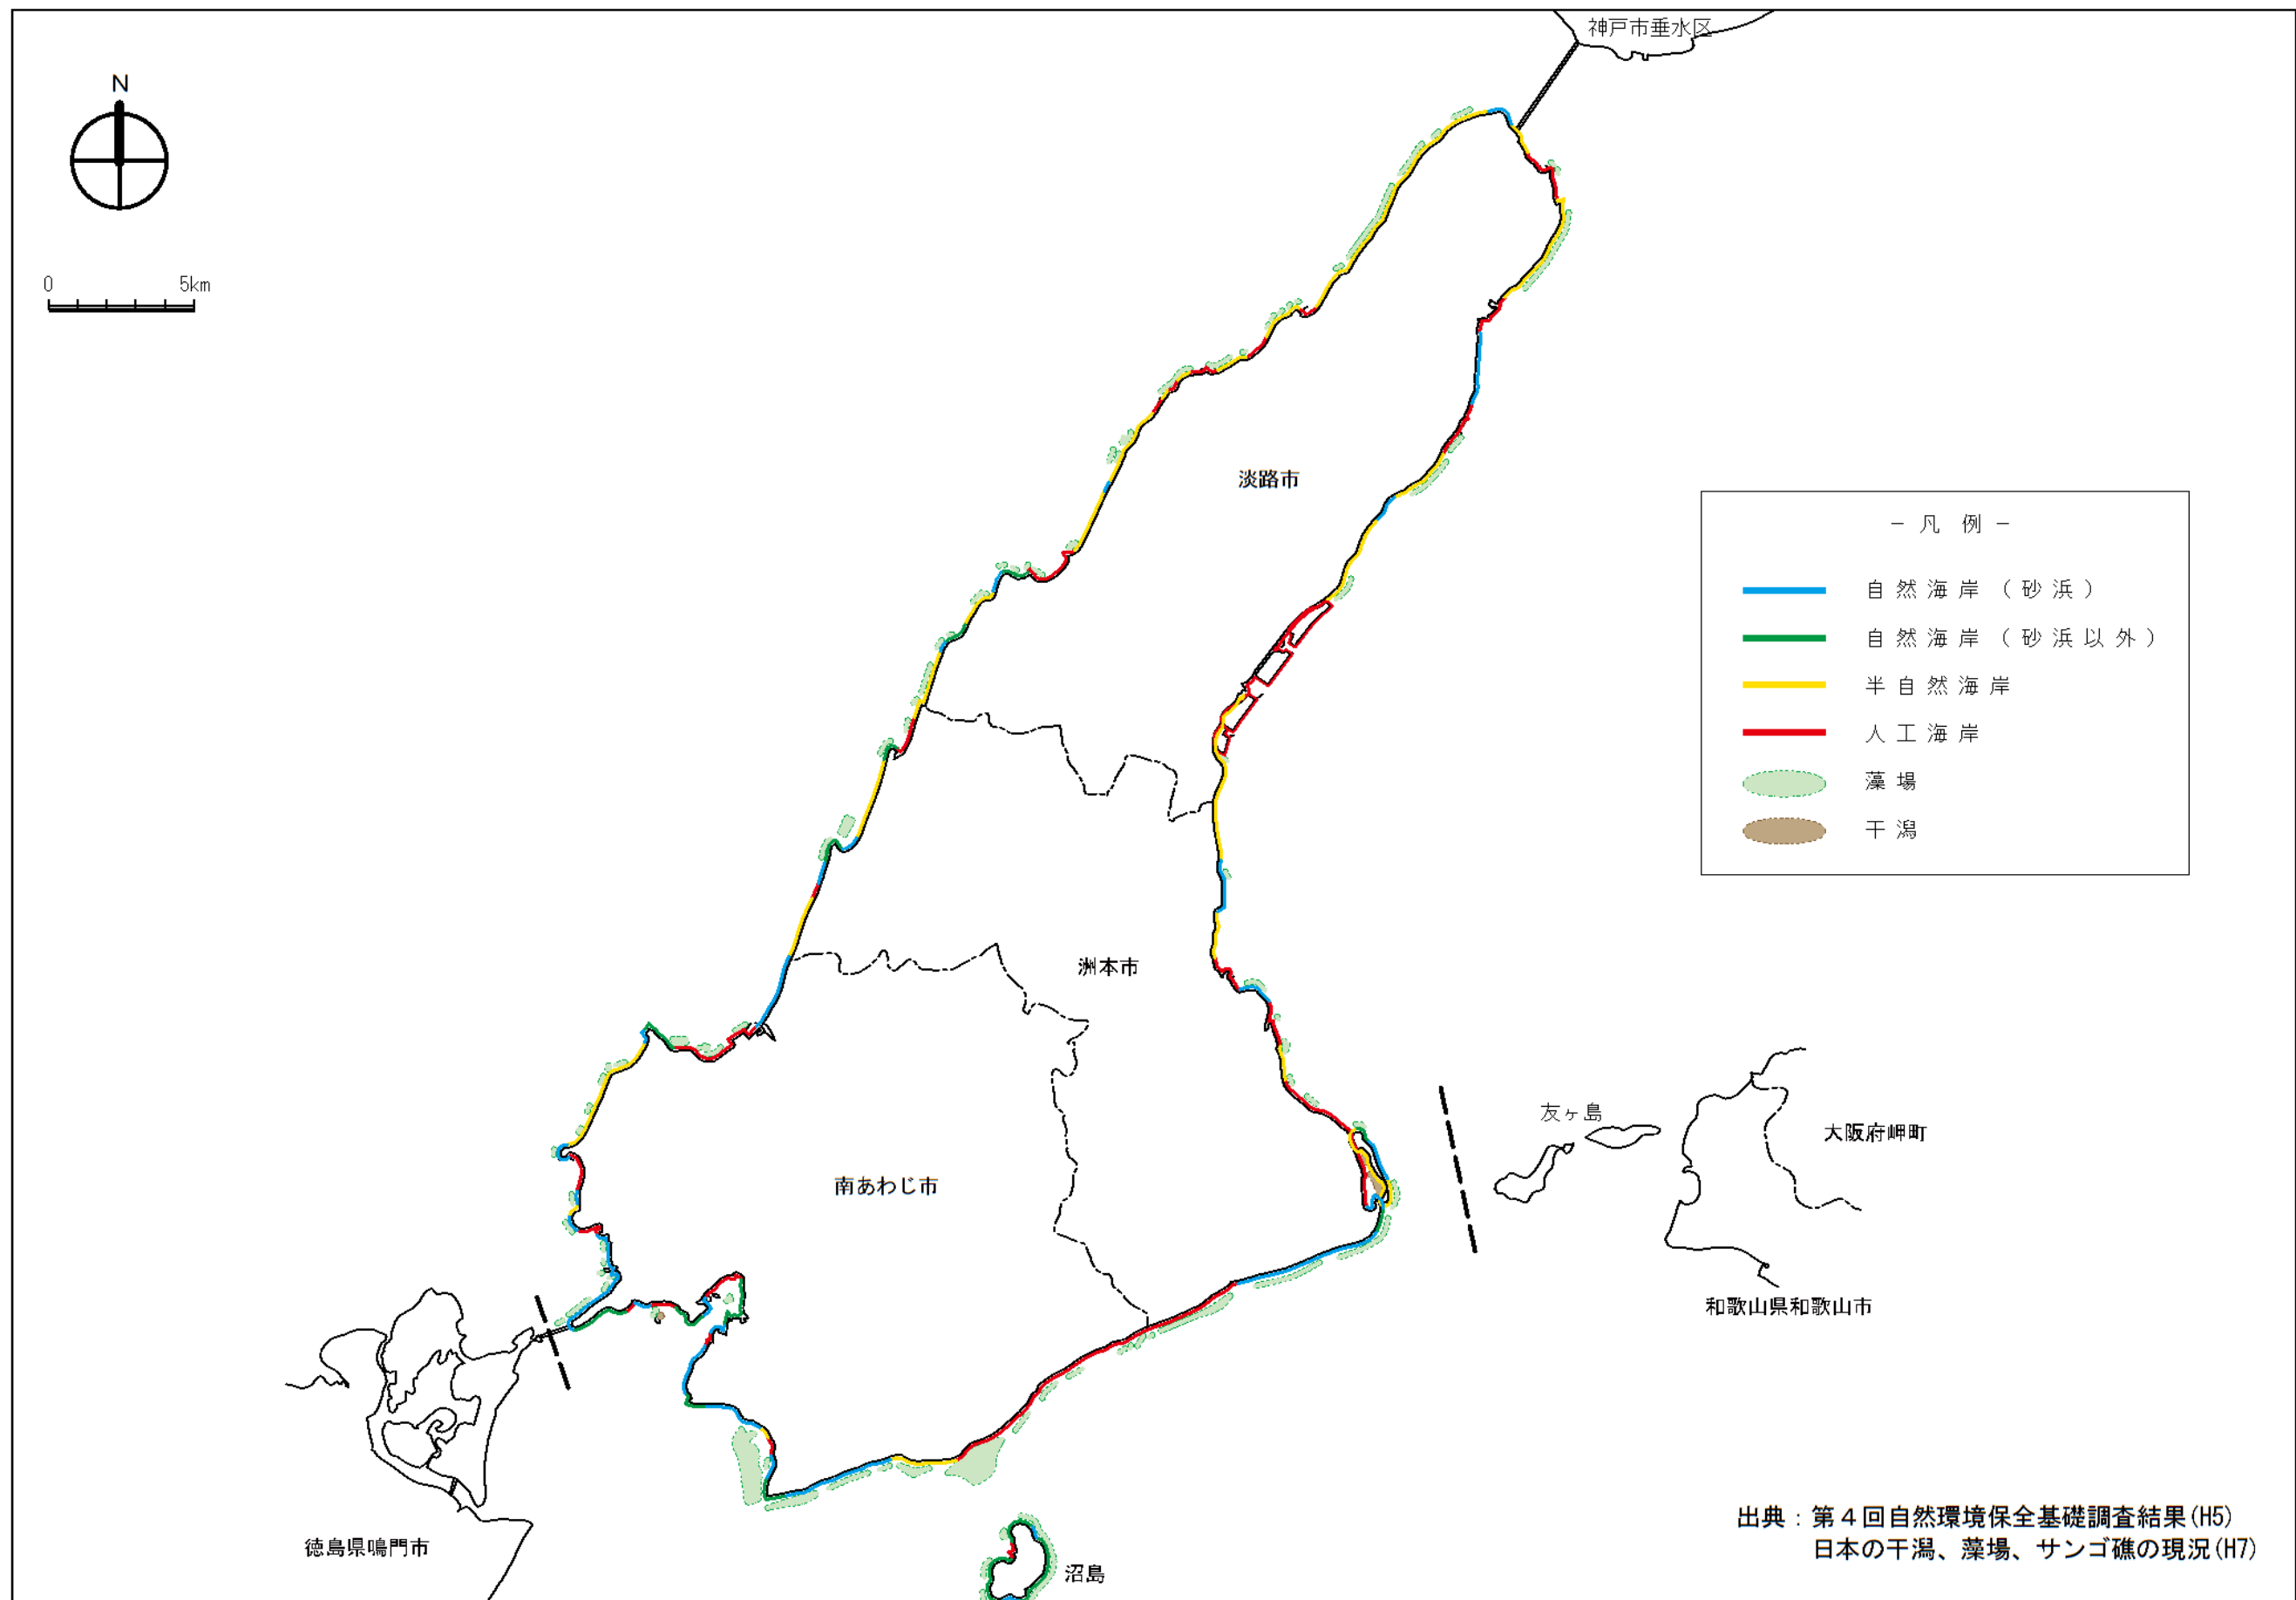 神戸市垂水区
N
0 5km
淡路市
- 凡 例 -
自然海岸（砂浜）
自然海岸（砂浜以外）
半自然海岸
人工海岸
藻場
干潟
洲本市
友ヶ島
大阪府岬町
南あわじ市
和歌山県和歌山市
徳島県鳴門市
沼島
出典：第４回自然環境保全基礎調査結果(H5)
日本の干潟、藻場、サンゴ礁の現況(H7)